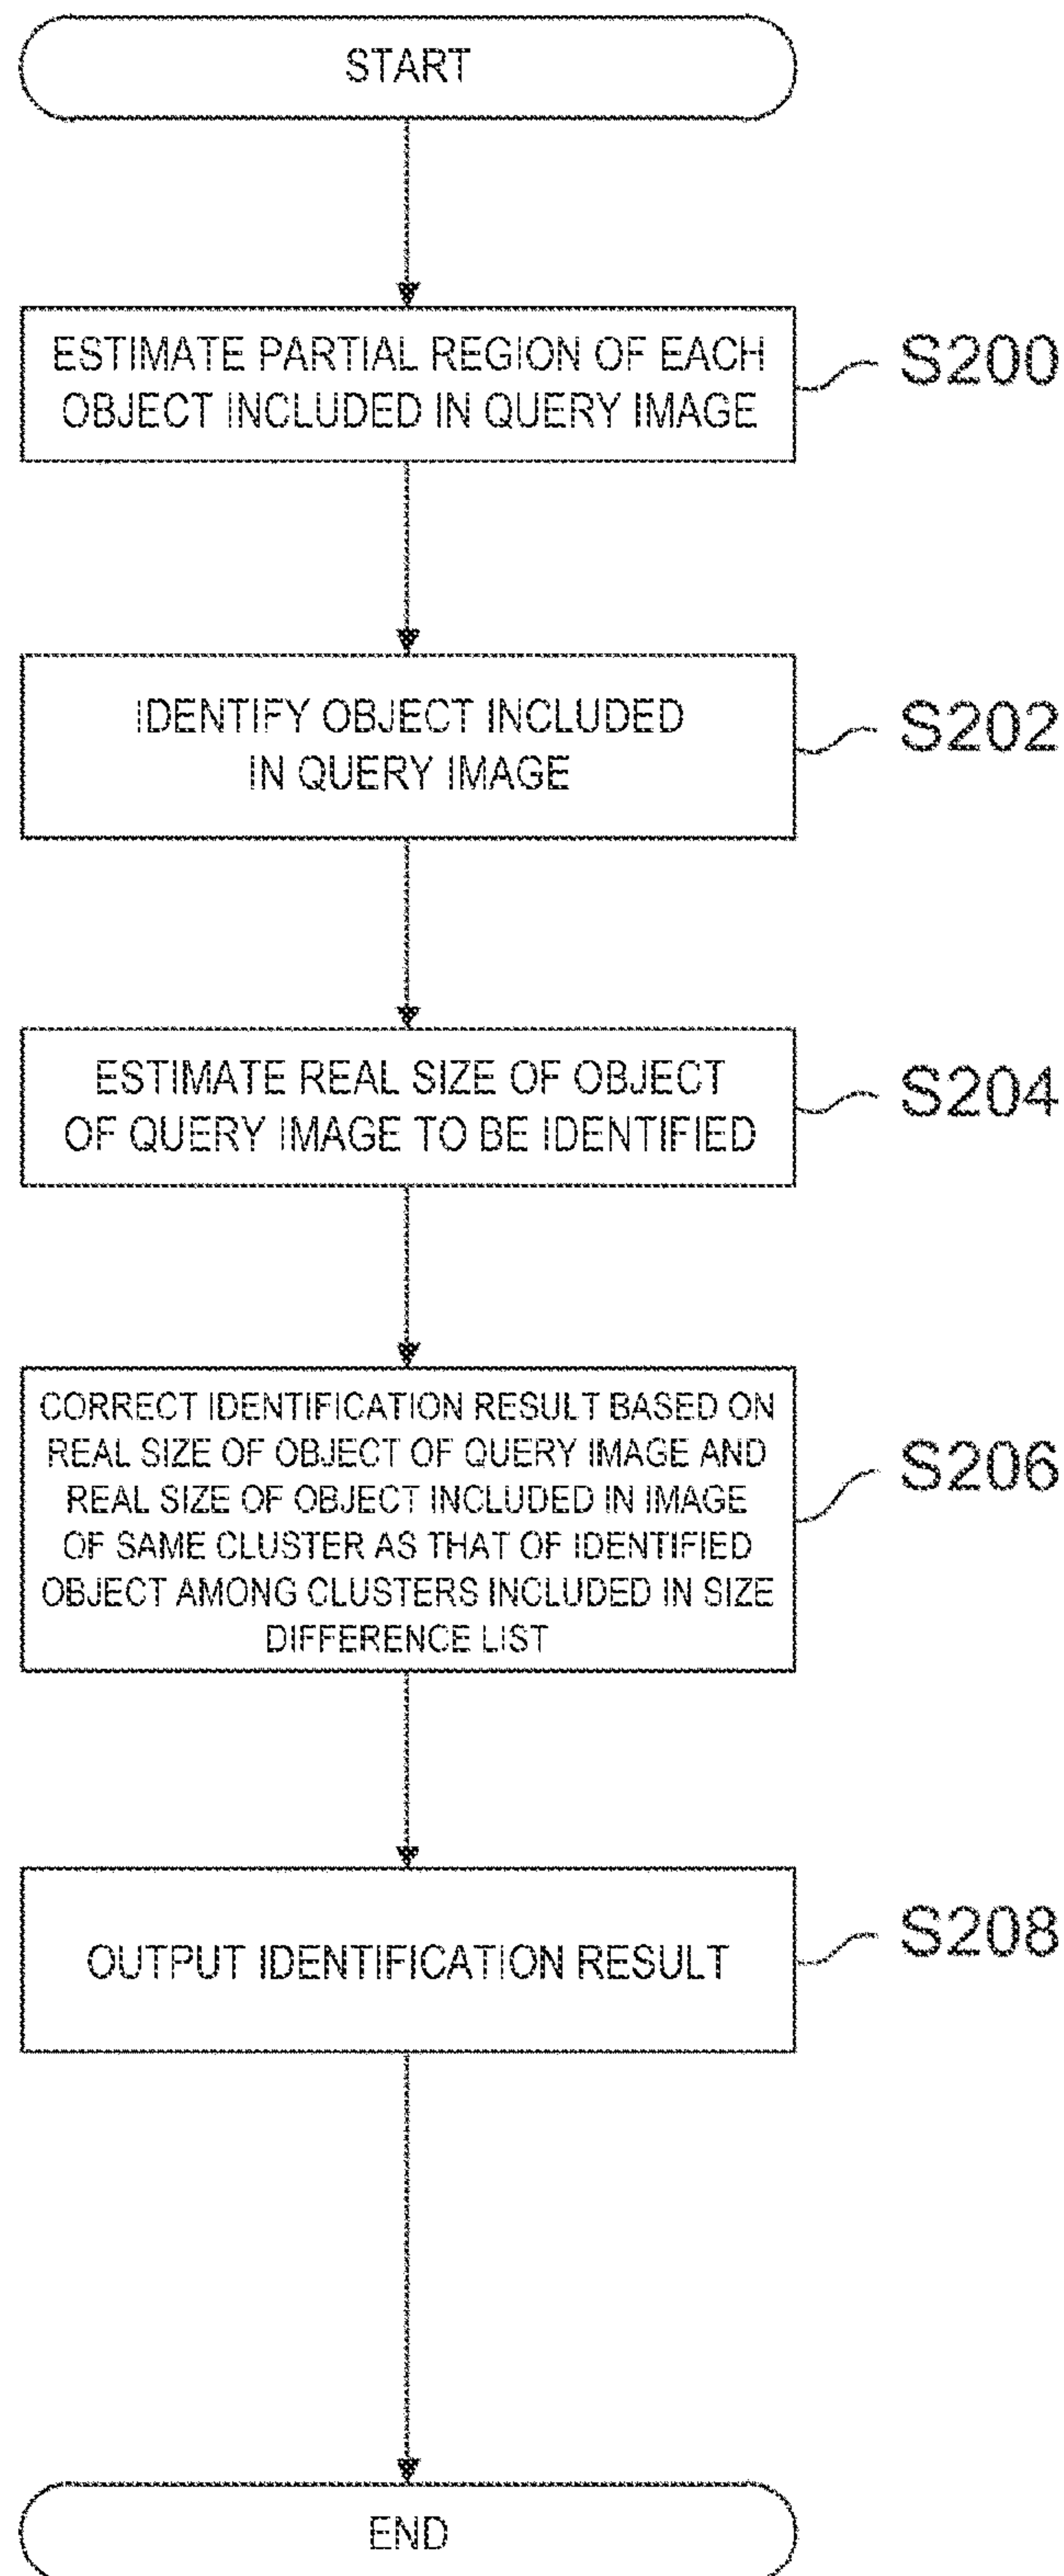 START
ESTIMATE PARTIAL REGION OF EACH
OBJECT INCLUDED IN QUERY IMAGE
S200
IDENTIFY OBJECT INCLUDED
IN QUERY IMAGE
S202
ESTIMATE REAL SIZE OF OBJECT
OF QUERY IMAGE TO BE IDENTIFIED
S204
CORRECT IDENTIFICATION RESULT BASED ON
REAL SIZE OF OBJECT OF QUERY IMAGE AND
REAL SIZE OF OBJECT INCLUDED IN IMAGE
OF SAME CLUSTER AS THAT OF IDENTIFIED
OBJECT AMONG CLUSTERS INCLUDED IN SIZE
DIFFERENCE LIST
S206
OUTPUT IDENTIFICATION RESULT
S208
END